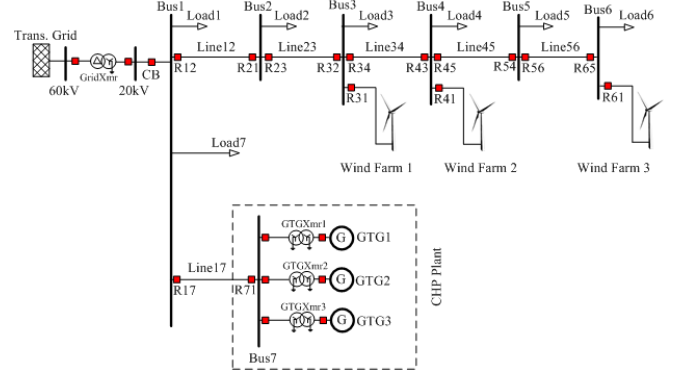 Bus1 Bus2 Bus3 Bus4 Bus5 Bus6
Load1 Load2 Load3 Load4 Load5 Load6
Trans. Grid
Line12 Line23 Line34 Line45 Line56
GridXmr CB R12 R21 R23 R32 R34 R43 R45 R54 R56 R65
60kV 20kV
R31 R41 R61
Load7
Wind Farm 1 Wind Farm 2 Wind Farm 3
GTGXmr1
G GTG1
Line17 GTGXmr2
R17 R71 G GTG2
GTGXmr3
G GTG3
CHP Plant
Bus7